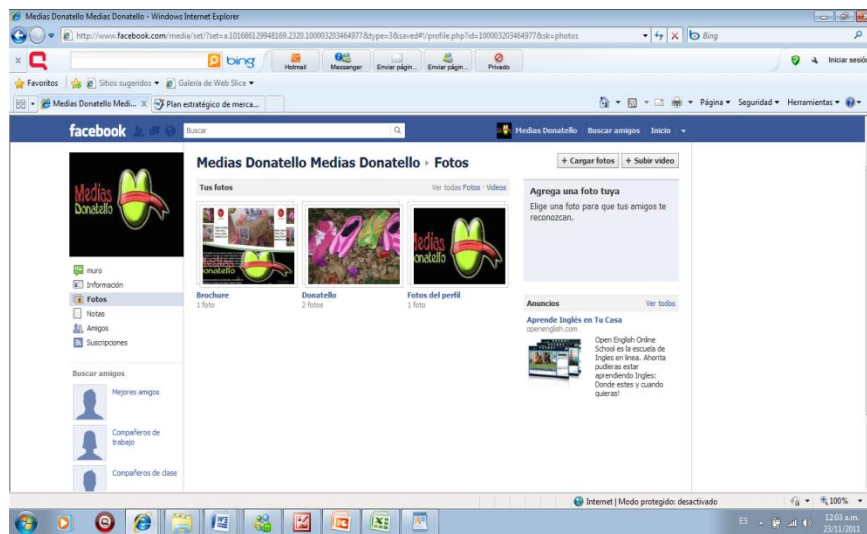 Medias Donatello Medias Donatello - Windows Internet Explorer
http://www.facebook.com/media/set/?set=a.101686129948169.2320.100003203464977&type=3&saved#!/profile.php?id=100003203464977&sk=photos
Bing
bing
Hotmail
Messenger
Enviar págin...
Enviar págin...
Privado
Iniciar sesión
Favoritos
Sitios sugeridos
Galería de Web Slice
Medias Donatello Medi...
Plan estratégico de merca...
Página
Seguridad
Herramientas
facebook
Buscar
Medias Donatello
Buscar amigos
Inicio
Medias Donatello Medias Donatello
Fotos
+ Cargar fotos
+ Subir video
Medias
Donatello
Tus fotos
Ver todas Fotos · Videos
Brochure
1 foto
Donatello
2 fotos
Fotos del perfil
1 foto
muro
Información
Fotos
Notas
Amigos
Suscripciones
Buscar amigos
Mejores amigos
Compañeros de
trabajo
Compañeros de clase
Agrega una foto tuya
Elige una foto para que tus amigos te
reconozcan.
Anuncios
Ver todos
Aprende Inglés en Tu Casa
openenglish.com
Open English Online
School es la escuela de
Ingles en linea. Ahorita
pudieras estar
aprendiendo Ingles:
Donde estes y cuando
quieras!
Internet | Modo protegido: desactivado
100%
ES
12:03 a.m.
23/11/2011